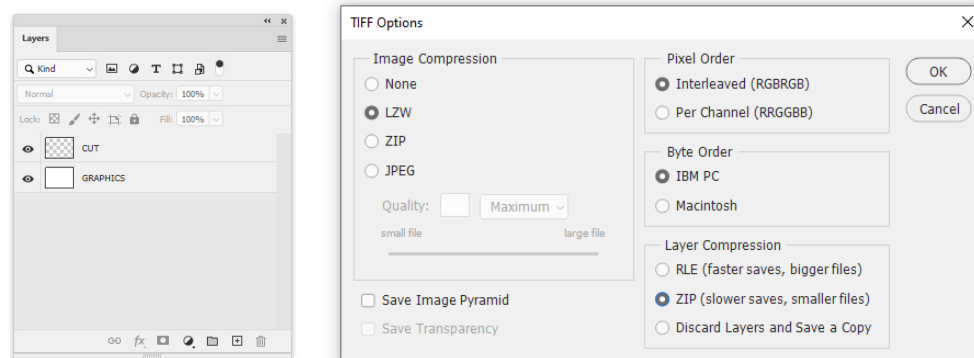 Layers
Kind
Normal
Opacity: 100%
Lock:
Fill: 100%
CUT
GRAPHICS
TIFF Options
Image Compression
None
LZW
ZIP
JPEG
Quality:
Maximum
small file
large file
Save Image Pyramid
Save Transparency
Pixel Order
Interleaved (RGBRGB)
Per Channel (RRGGBB)
Byte Order
IBM PC
Macintosh
Layer Compression
RLE (faster saves, bigger files)
ZIP (slower saves, smaller files)
Discard Layers and Save a Copy
OK
Cancel